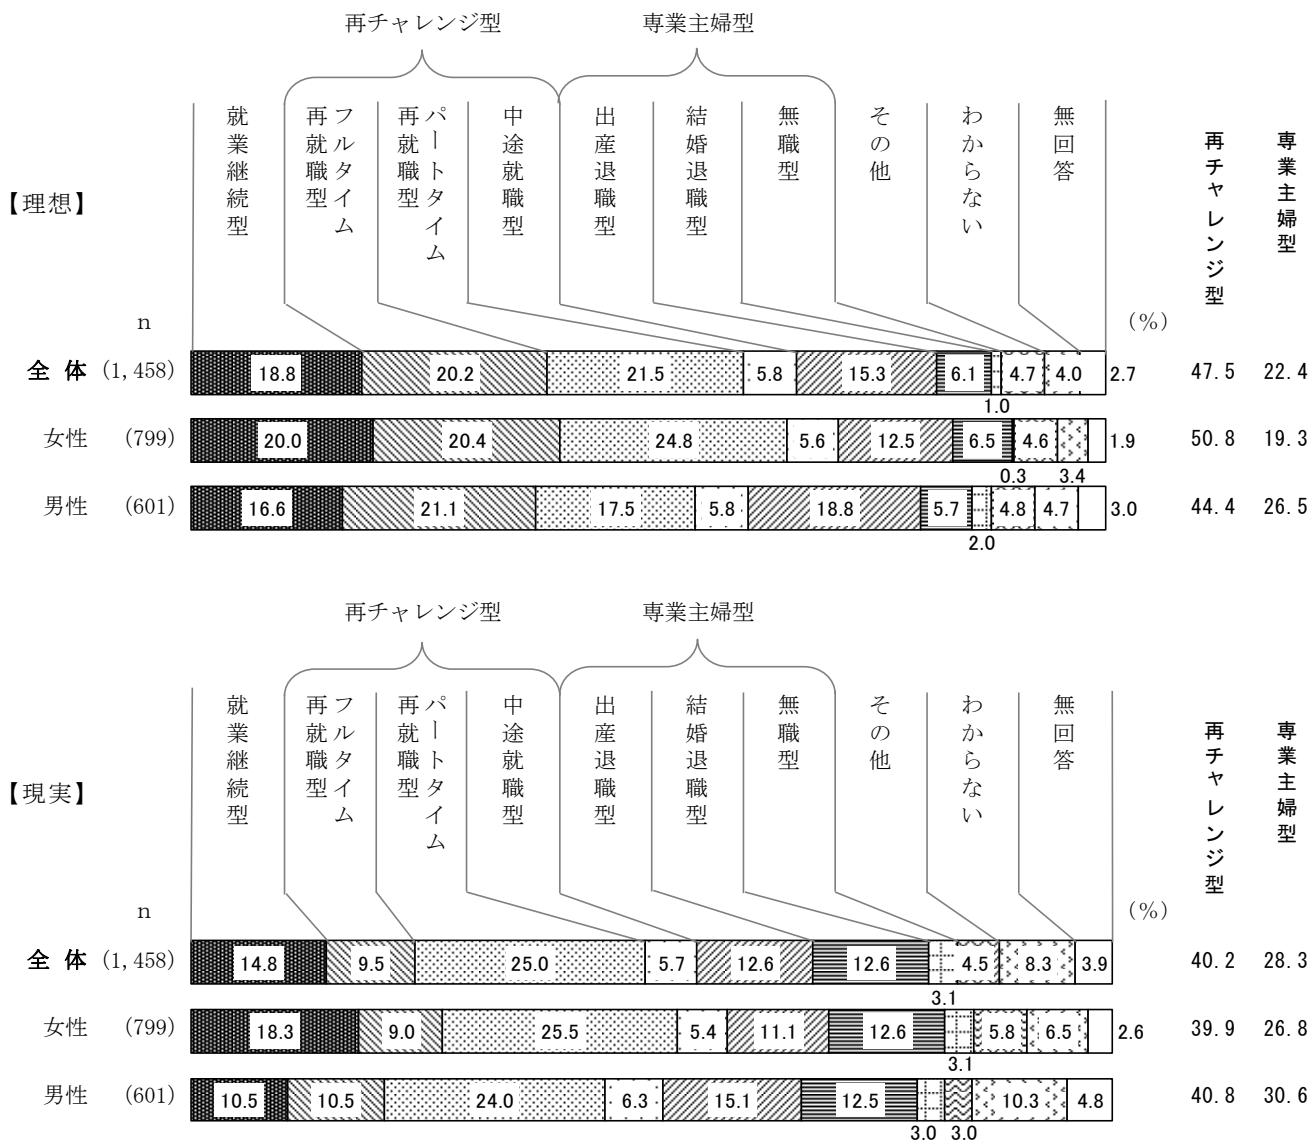 再チャレンジ型 専業主婦型
就業継続型 フルタイム再就職型 パートタイム再就職型 中途就職型 出産退職型 結婚退職型 無職型 その他 わからない 無回答 再チャレンジ型 専業主婦型
【理想】
n (%)
全体 (1,458) 18.8 20.2 21.5 5.8 15.3 6.1 4.7 4.0 2.7 47.5 22.4
1.0
女性 (799) 20.0 20.4 24.8 5.6 12.5 6.5 4.6 1.9 50.8 19.3
0.3 3.4
男性 (601) 16.6 21.1 17.5 5.8 18.8 5.7 4.8 4.7 3.0 44.4 26.5
2.0
再チャレンジ型 専業主婦型
就業継続型 フルタイム再就職型 パートタイム再就職型 中途就職型 出産退職型 結婚退職型 無職型 その他 わからない 無回答 再チャレンジ型 専業主婦型
【現実】
n (%)
全体 (1,458) 14.8 9.5 25.0 5.7 12.6 12.6 4.5 8.3 3.9 40.2 28.3
3.1
女性 (799) 18.3 9.0 25.5 5.4 11.1 12.6 5.8 6.5 2.6 39.9 26.8
3.1
男性 (601) 10.5 10.5 24.0 6.3 15.1 12.5 10.3 4.8 40.8 30.6
3.0 3.0